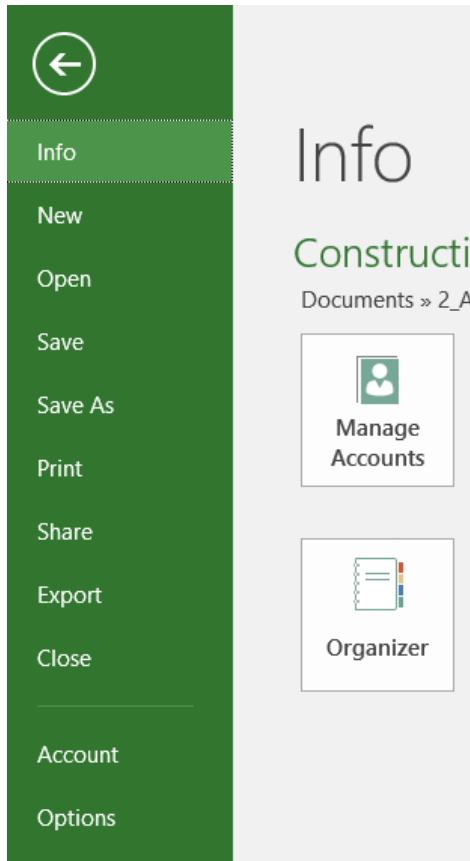 Info
New
Open
Save
Save As
Print
Share
Export
Close
Account
Options
Info
Constructi
Documents » 2_A
Manage
Accounts
Organizer